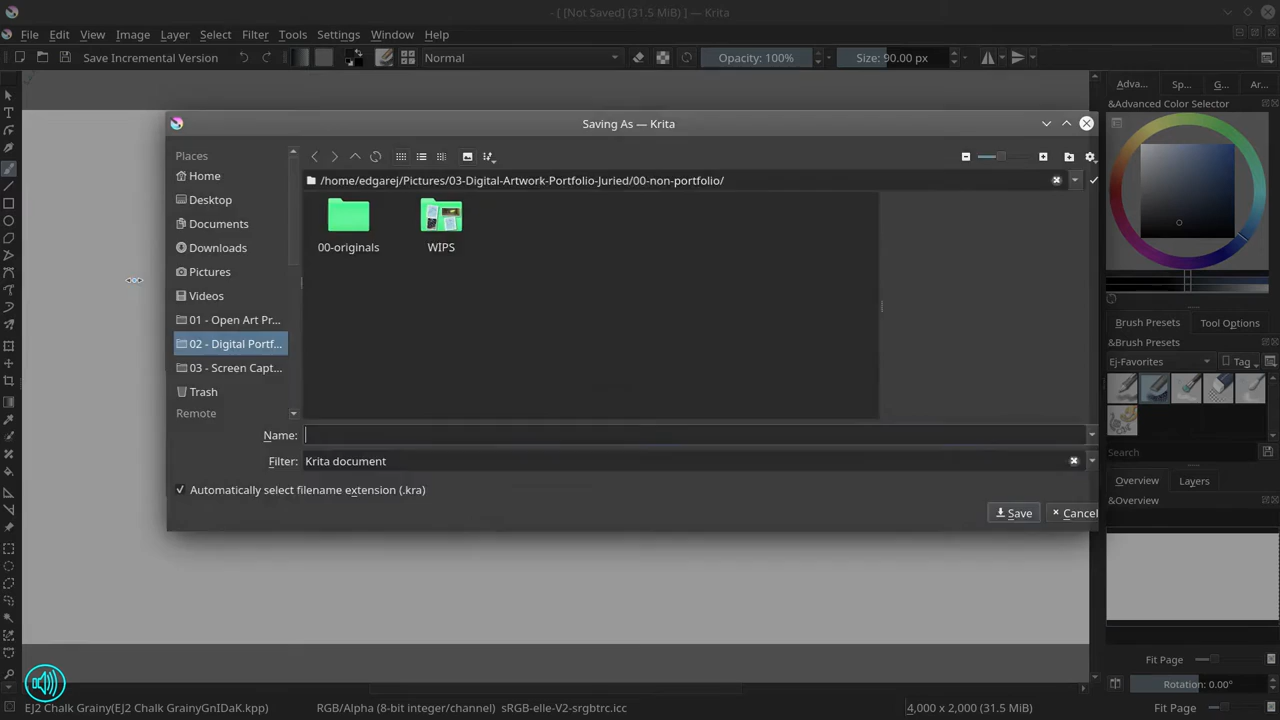 - ( [Not Saved] (31.5 MiB) ) — Krita
File Edit View Image Layer Select Filter Tools Settings Window Help
Save Incremental Version Normal Opacity: 100% Size: 90.00 px
Adva... Sp... G... Ar...
&Advanced Color Selector
Saving As — Krita
Places
Home
Desktop
Documents
Downloads
Pictures
Videos
01 - Open Art Pr...
02 - Digital Portf...
03 - Screen Capt...
Trash
Remote
/home/edgarej/Pictures/03-Digital-Artwork-Portfolio-Juried/00-non-portfolio/
00-originals WIPS
Name:
Filter: Krita document
Automatically select filename extension (.kra)
Save Cancel
Brush Presets Tool Options
&Brush Presets
Ej-Favorites Tag
Search
Overview Layers
&Overview
Fit Page
Rotation: 0.00°
EJ2 Chalk Grainy(EJ2 Chalk GrainyGnIDaK.kpp) RGB/Alpha (8-bit integer/channel) sRGB-elle-V2-srgbtrc.icc 4,000 x 2,000 (31.5 MiB) Fit Page